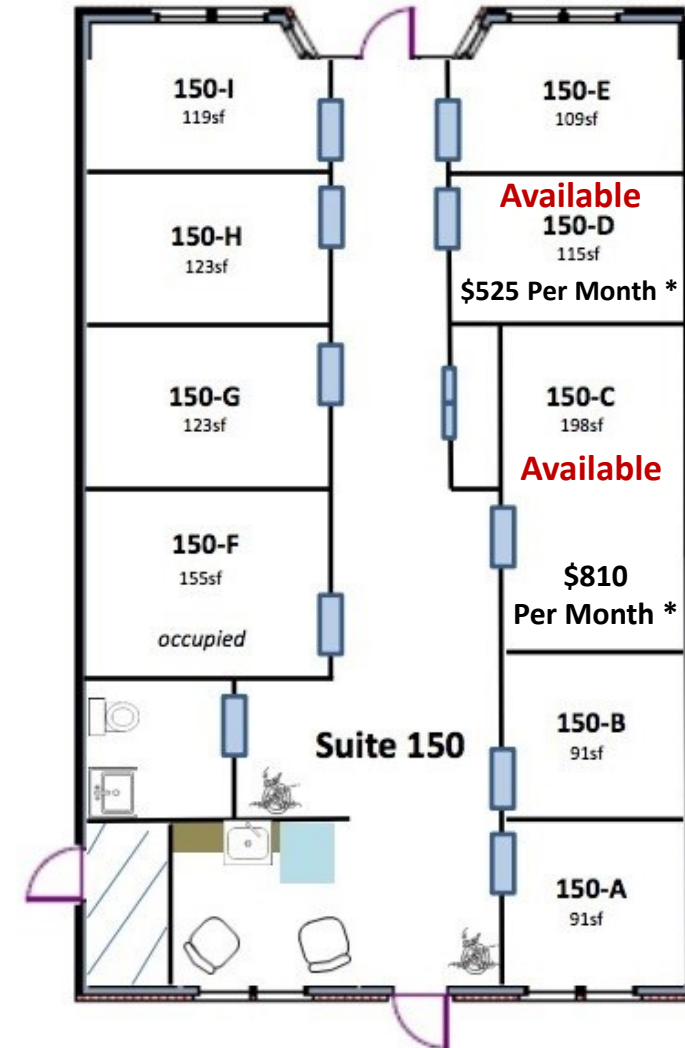 150-I
119sf
150-E
109sf
Available
150-D
115sf
$525 Per Month *
150-H
123sf
150-G
123sf
150-C
198sf
Available
$810
Per Month *
150-F
155sf
occupied
Suite 150
150-B
91sf
150-A
91sf